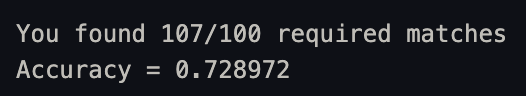 You found 107/100 required matches
Accuracy = 0.728972